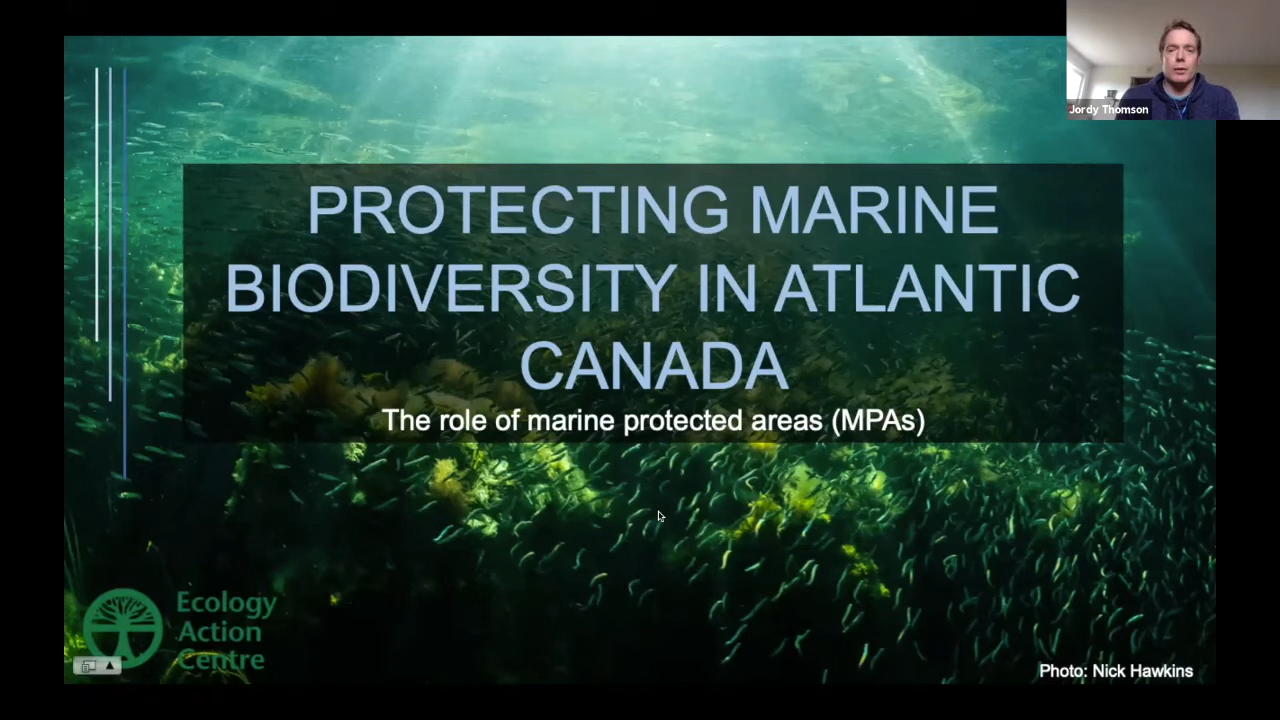 Jordy Thomson
PROTECTING MARINE
BIODIVERSITY IN ATLANTIC
CANADA
The role of marine protected areas (MPAs)
Ecology
Action
Centre
Photo: Nick Hawkins